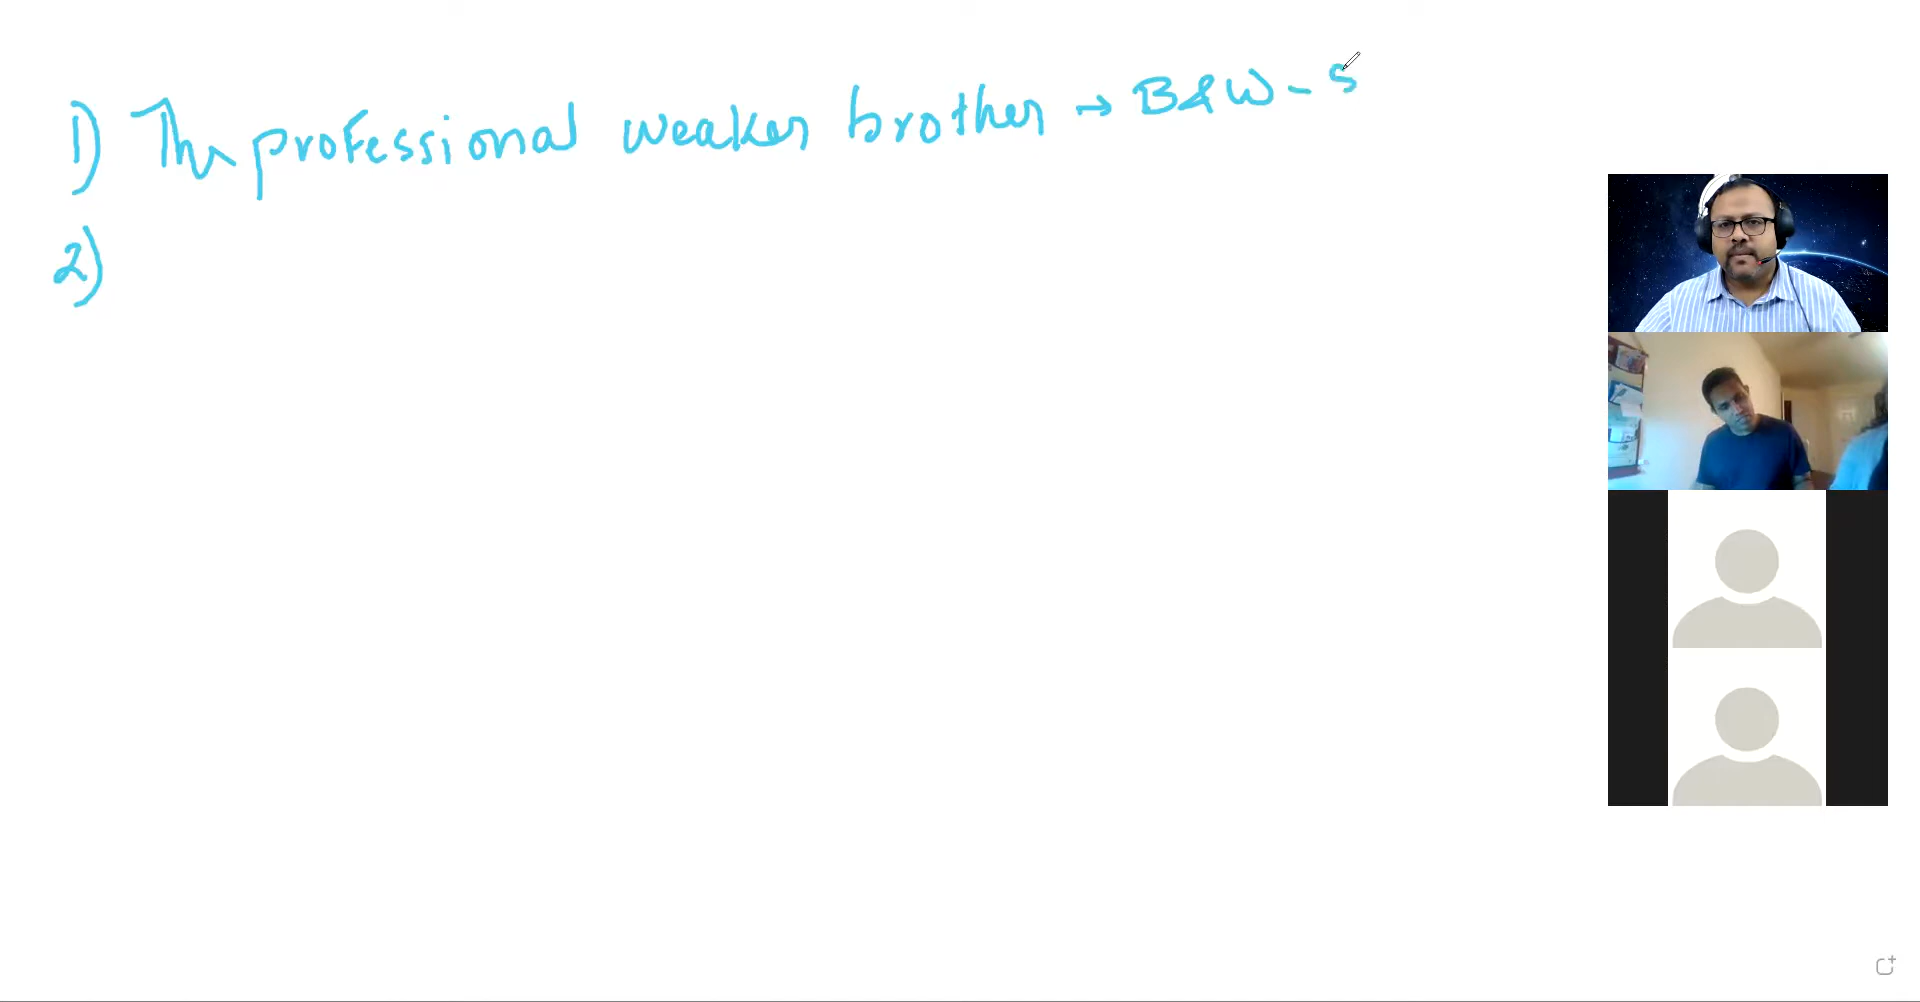 1) The professional weaker brother → B&W - S
2)